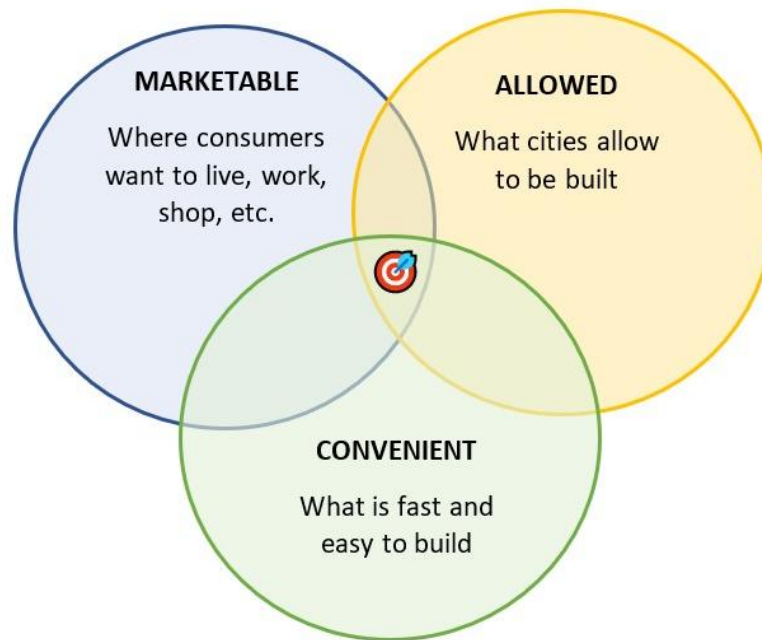 MARKETABLE
Where consumers
want to live, work,
shop, etc.
ALLOWED
What cities allow
to be built
CONVENIENT
What is fast and
easy to build